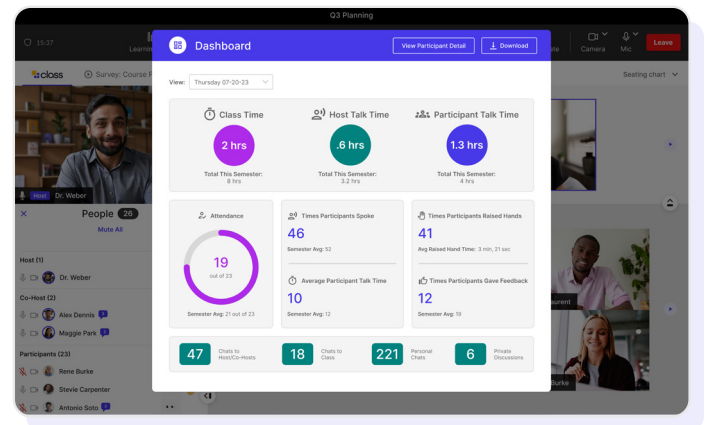 Q3 Planning
15:37
Learnin
Camera
Mic
Leave
class
Survey: Course F
Seating chart
Dashboard
View Participant Detail
Download
View:
Thursday 07-20-23
Class Time
2 hrs
Total This Semester:
8 hrs
Host Talk Time
.6 hrs
Total This Semester:
3.2 hrs
Participant Talk Time
1.3 hrs
Total This Semester:
4 hrs
Attendance
19
out of 23
Semester Avg: 21 out of 23
Times Participants Spoke
46
Semester Avg: 52
Average Participant Talk Time
10
Semester Avg: 12
Times Participants Raised Hands
41
Avg Raised Hand Time: 3 min, 21 sec
Times Participants Gave Feedback
12
Semester Avg: 19
47
Chats to
Host/Co-Hosts
18
Chats to
Class
221
Personal
Chats
6
Private
Discussions
Host
Dr. Weber
People 26
Mute All
Host (1)
Dr. Weber
Co-Host (2)
Alex Dennis
Maggie Park
Participants (23)
Rene Burke
Stevie Carpenter
Antonio Soto
aurent
Burke